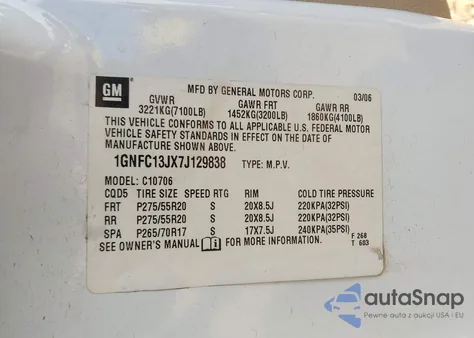 GM
MFD BY GENERAL MOTORS CORP. 03/06
GVWR GAWR FRT GAWR RR
3221KG(7100LB) 1452KG(3200LB) 1860KG(4100LB)
THIS VEHICLE CONFORMS TO ALL APPLICABLE U.S. FEDERAL MOTOR
VEHICLE SAFETY STANDARDS IN EFFECT ON THE DATE OF
MANUFACTURE SHOWN ABOVE.
1GNFC13JX7J129838 TYPE: M.P.V.
MODEL: C10706
CQD5 TIRE SIZE SPEED RTG RIM COLD TIRE PRESSURE
FRT P275/55R20 S 20X8.5J 220KPA(32PSI)
RR P275/55R20 S 20X8.5J 220KPA(32PSI)
SPA P265/70R17 S 17X7.5J 240KPA(35PSI)
SEE OWNER'S MANUAL i FOR MORE INFORMATION.
F 268
T 603
autoSnap
Pewne auta z aukcji USA i EU